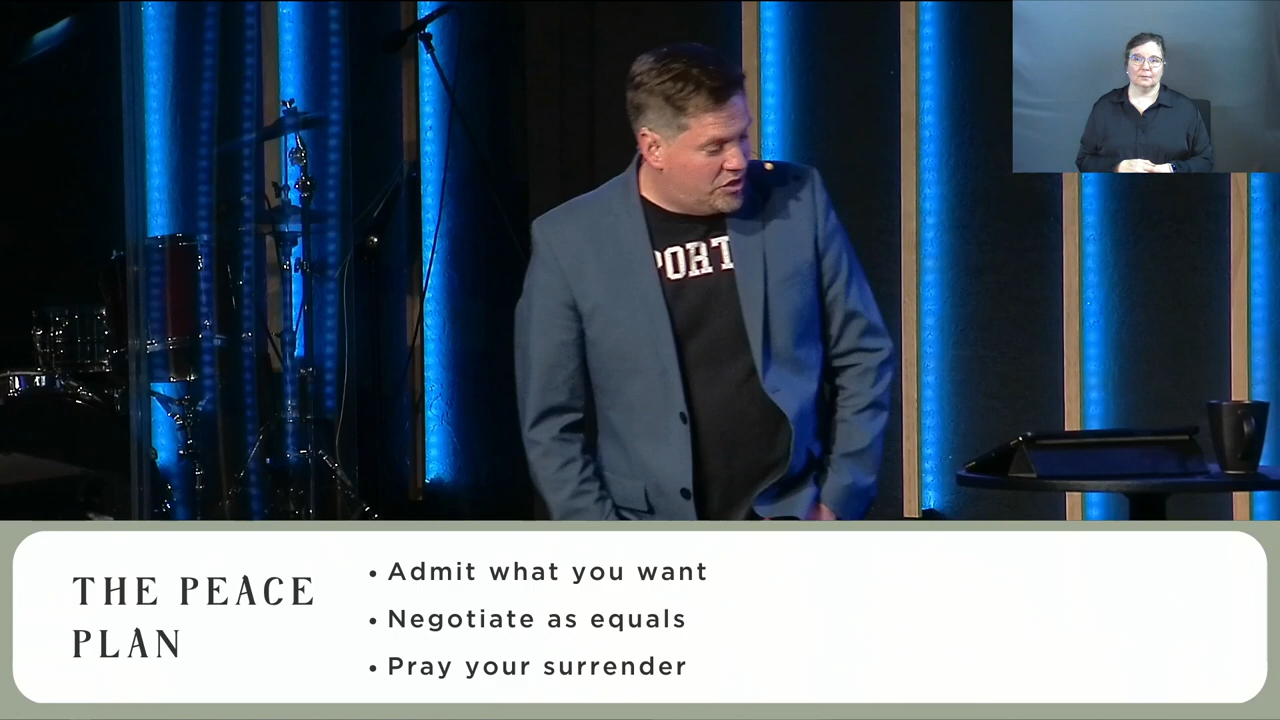 PORT
THE PEACE
PLAN
• Admit what you want
• Negotiate as equals
• Pray your surrender